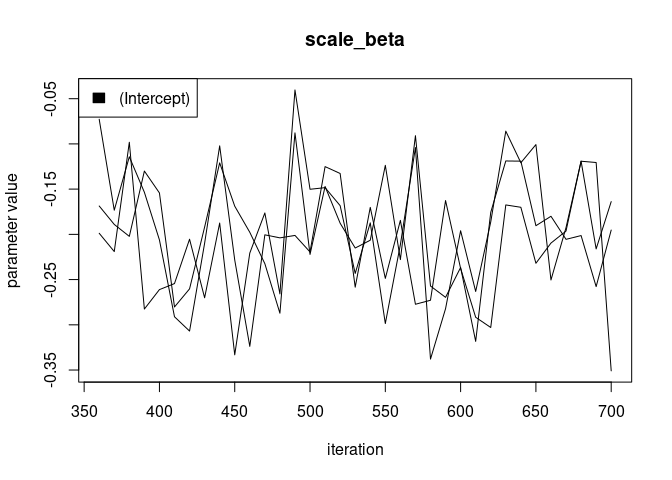 scale_beta
(Intercept)
parameter value
-0.05
-0.15
-0.25
-0.35
350 400 450 500 550 600 650 700
iteration